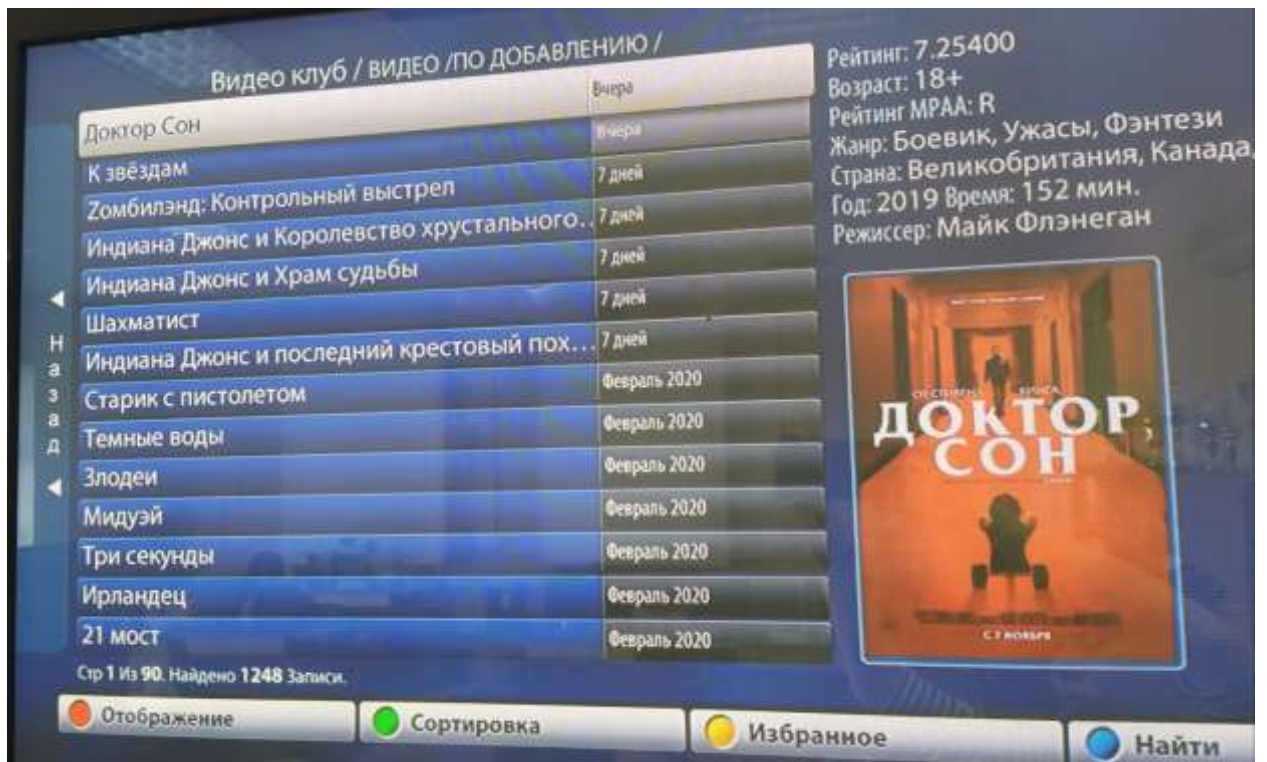 Видео клуб / ВИДЕО /ПО ДОБАВЛЕНИЮ /
Доктор Сон Вчера
К звёздам Вчера
Zомбилэнд: Контрольный выстрел 7 дней
Индиана Джонс и Королевство хрустального... 7 дней
Индиана Джонс и Храм судьбы 7 дней
Шахматист 7 дней
Индиана Джонс и последний крестовый пох... 7 дней
Старик с пистолетом Февраль 2020
Темные воды Февраль 2020
Злодеи Февраль 2020
Мидуэй Февраль 2020
Три секунды Февраль 2020
Ирландец Февраль 2020
21 мост Февраль 2020
Назад
Стр 1 Из 90. Найдено 1248 Записи.
Рейтинг: 7.25400
Возраст: 18+
Рейтинг MPAA: R
Жанр: Боевик, Ужасы, Фэнтези
Страна: Великобритания, Канада,
Год: 2019 Время: 152 мин.
Режиссер: Майк Флэнеган
ОТ СТИВЕНА КИНГА
ДОКТОР,
СОН
С 7 НОЯБРЯ
Отображение
Сортировка
Избранное
Найти